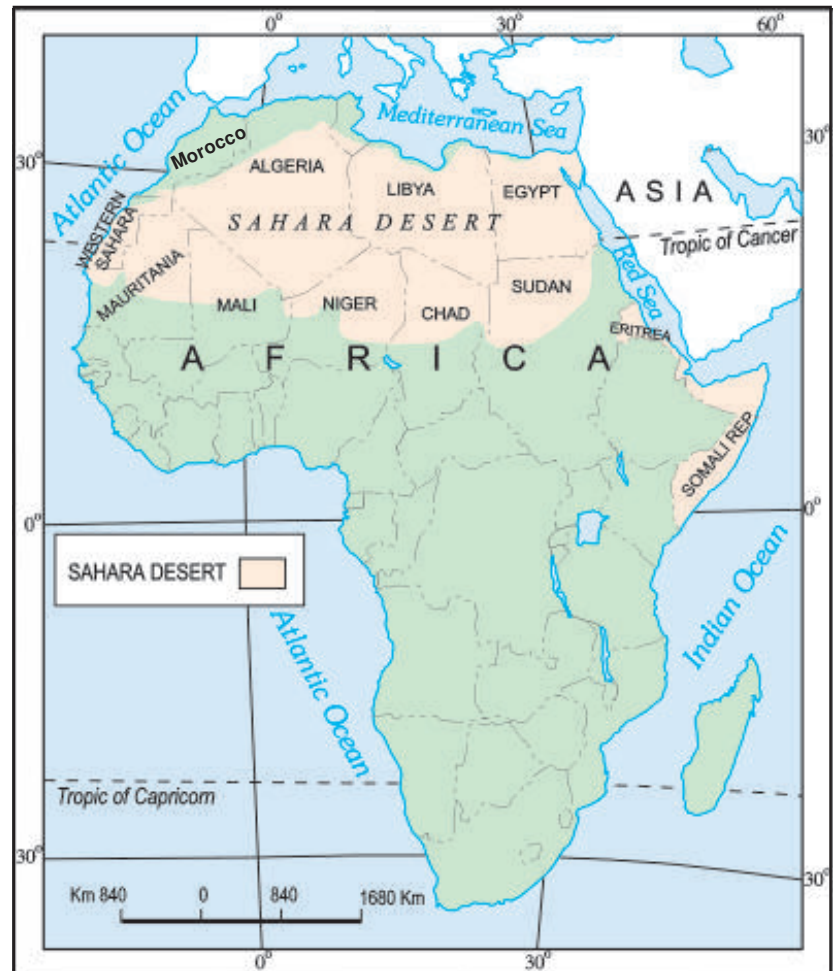 0°
30°
60°
Atlantic Ocean
Mediterranean Sea
30°
30°
Morocco
ALGERIA
LIBYA
EGYPT
ASIA
WESTERN
SAHARA
SAHARA DESERT
Tropic of Cancer
Red Sea
MAURITANIA
MALI
NIGER
CHAD
SUDAN
ERITREA
AFRICA
SOMALI REP
0°
0°
SAHARA DESERT
Atlantic Ocean
Indian Ocean
Tropic of Capricorn
30°
30°
Km 840 0 840 1680 Km
0°
30°